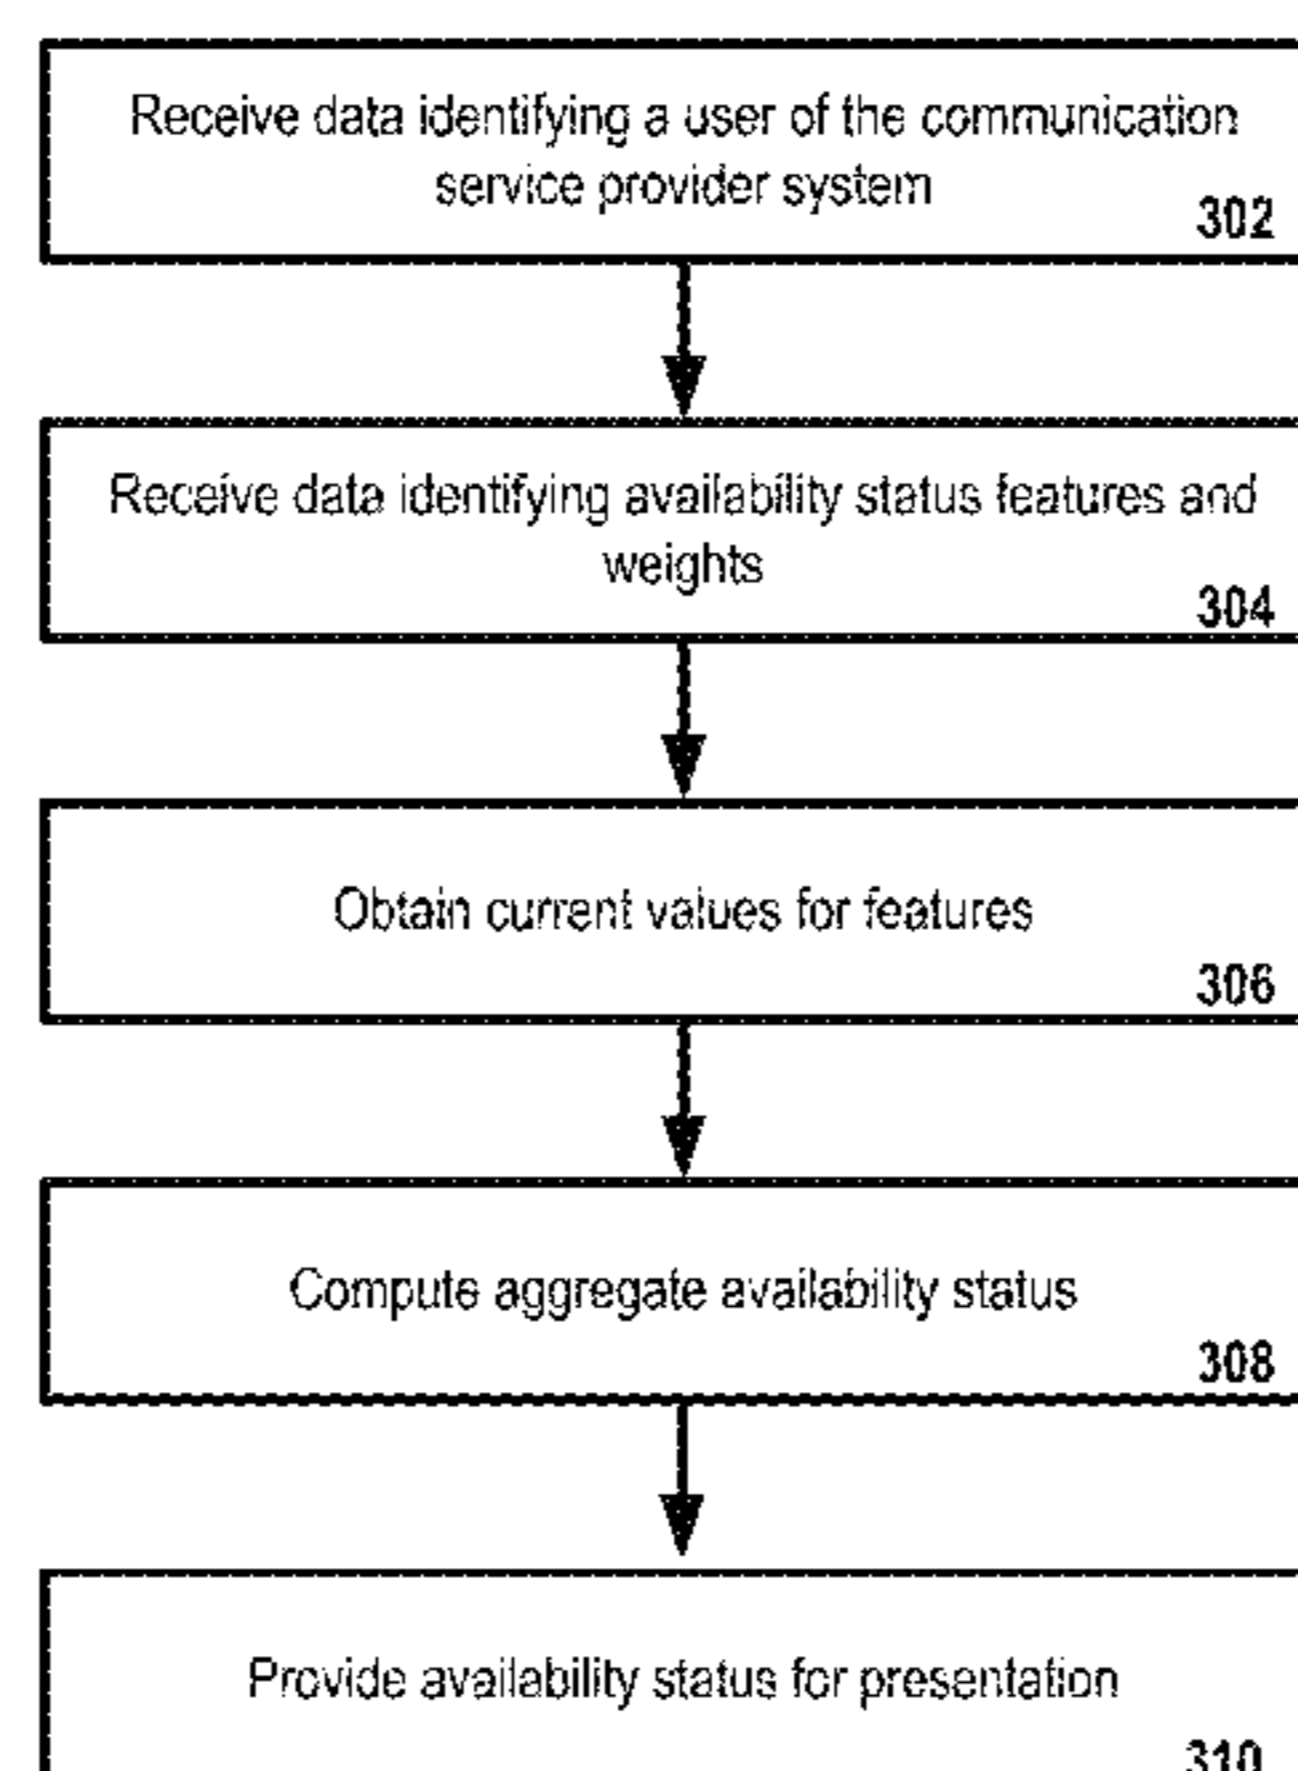 Receive data identifying a user of the communication
service provider system
302
Receive data identifying availability status features and
weights
304
Obtain current values for features
306
Compute aggregate availability status
308
Provide availability status for presentation
310